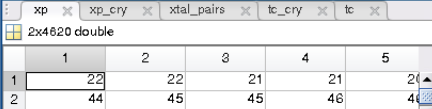 xp xp_cry xtal_pairs tc_cry tc
2x4620 double
1 2 3 4 5
1 22 22 21 21
2 44 45 45 46